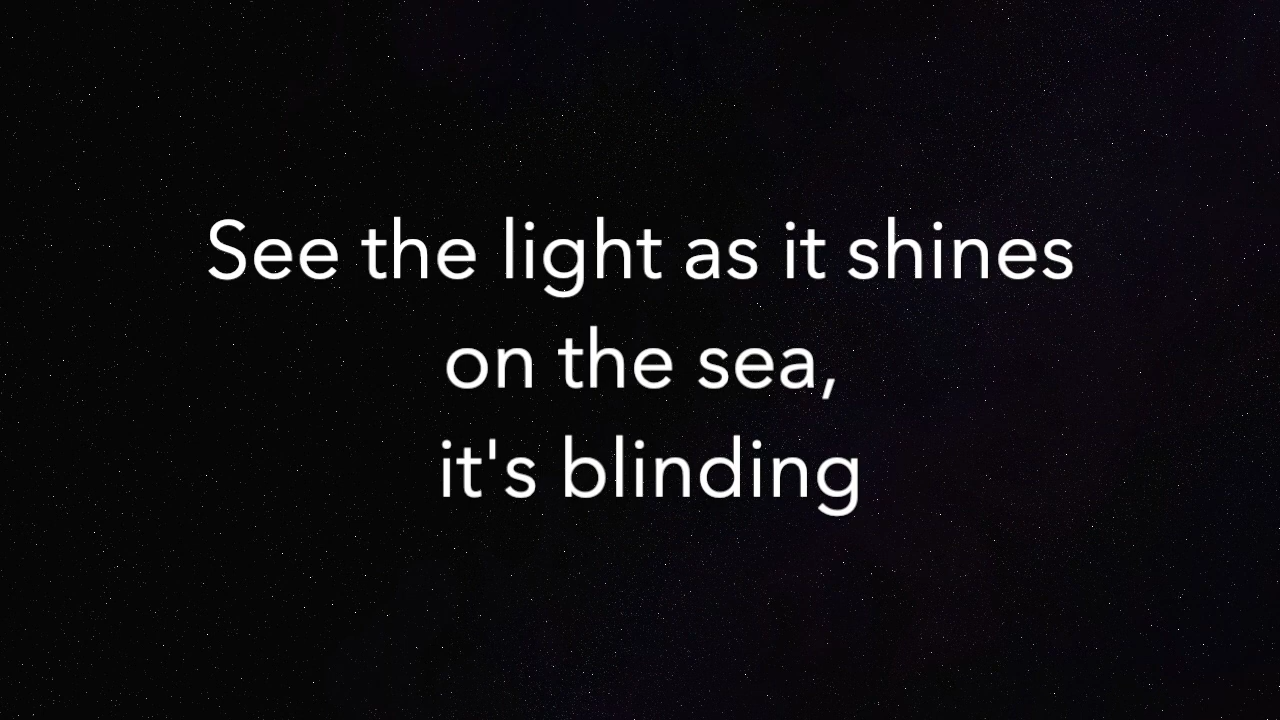 See the light as it shines
on the sea,
it's blinding